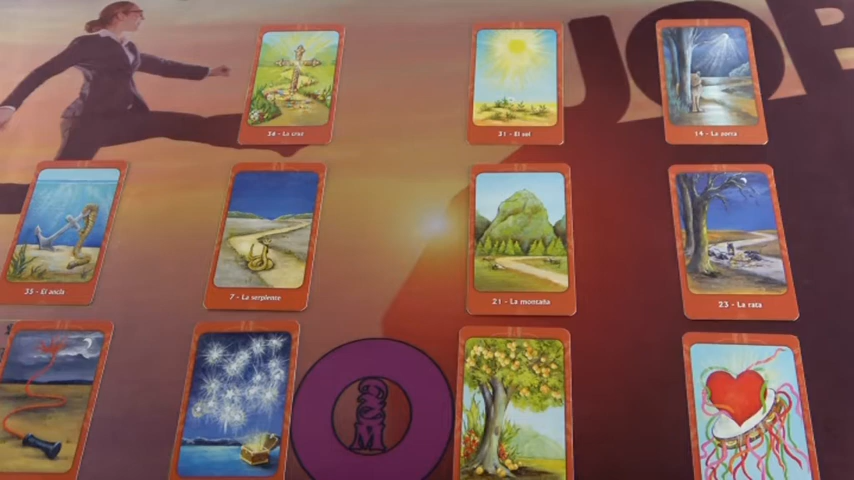 JOB
36 - La cruz
31 - El sol
14 - La zorra
35 - El ancla
7 - La serpiente
21 - La montaña
23 - La rata